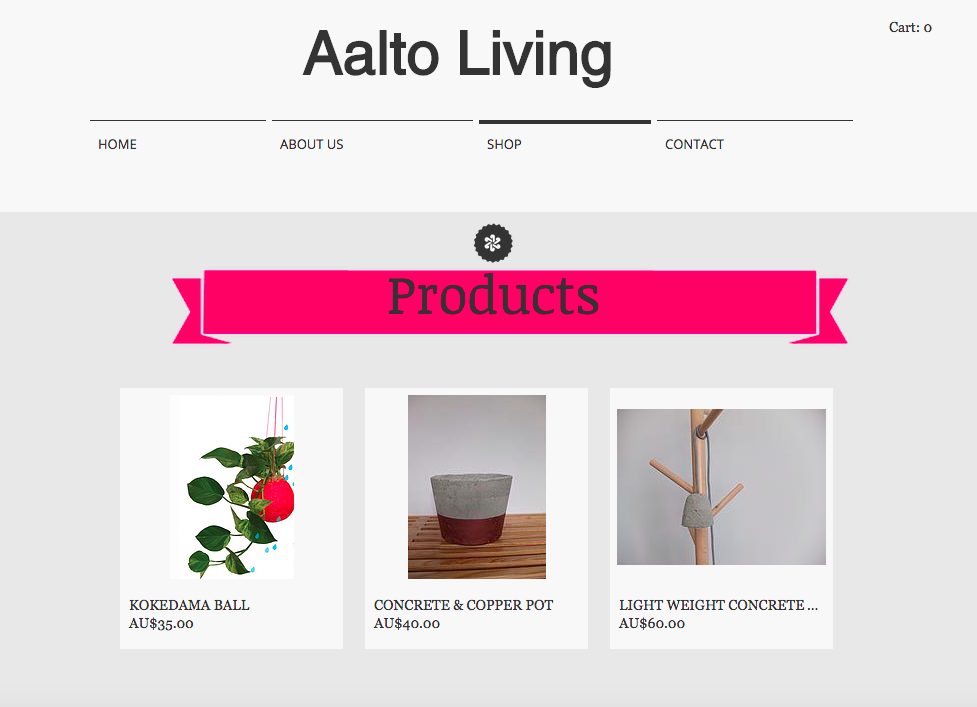 Cart: 0
Aalto Living
HOME
ABOUT US
SHOP
CONTACT
Products
KOKEDAMA BALL
AU$35.00
CONCRETE & COPPER POT
AU$40.00
LIGHT WEIGHT CONCRETE ...
AU$60.00